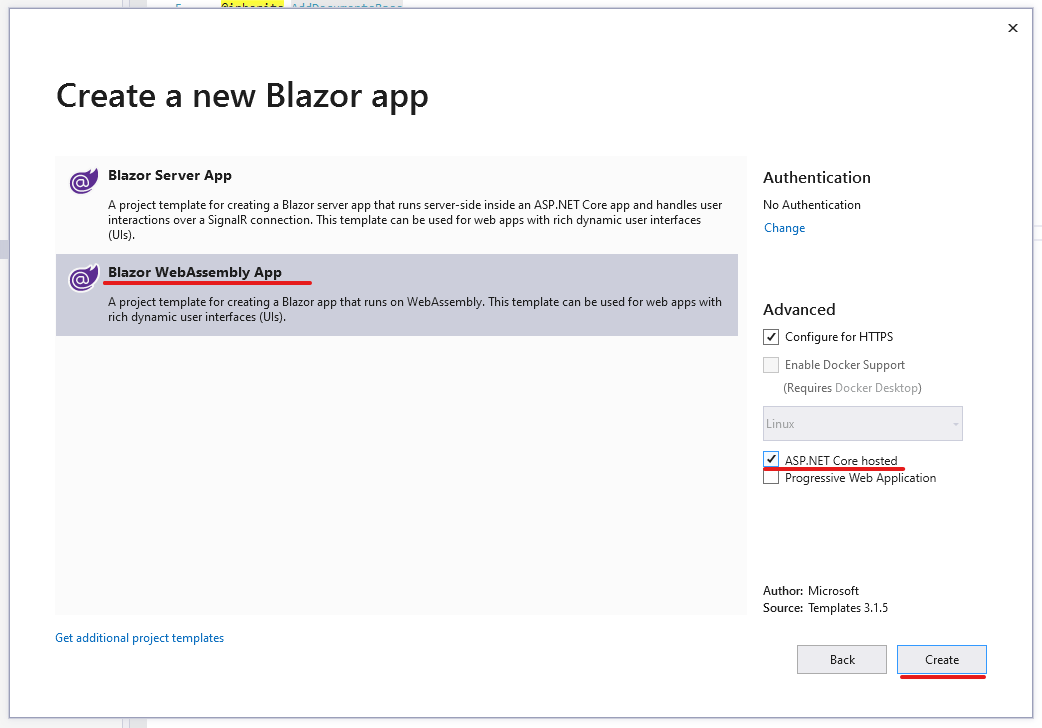 5
@inherits AddDocumentsBase
Create a new Blazor app
Blazor Server App
A project template for creating a Blazor server app that runs server-side inside an ASP.NET Core app and handles user
interactions over a SignalR connection. This template can be used for web apps with rich dynamic user interfaces
(UIs).
Blazor WebAssembly App
A project template for creating a Blazor app that runs on WebAssembly. This template can be used for web apps with
rich dynamic user interfaces (UIs).
Authentication
No Authentication
Change
Advanced
Configure for HTTPS
Enable Docker Support
(Requires Docker Desktop)
Linux
ASP.NET Core hosted
Progressive Web Application
Author: Microsoft
Source: Templates 3.1.5
Get additional project templates
Back
Create